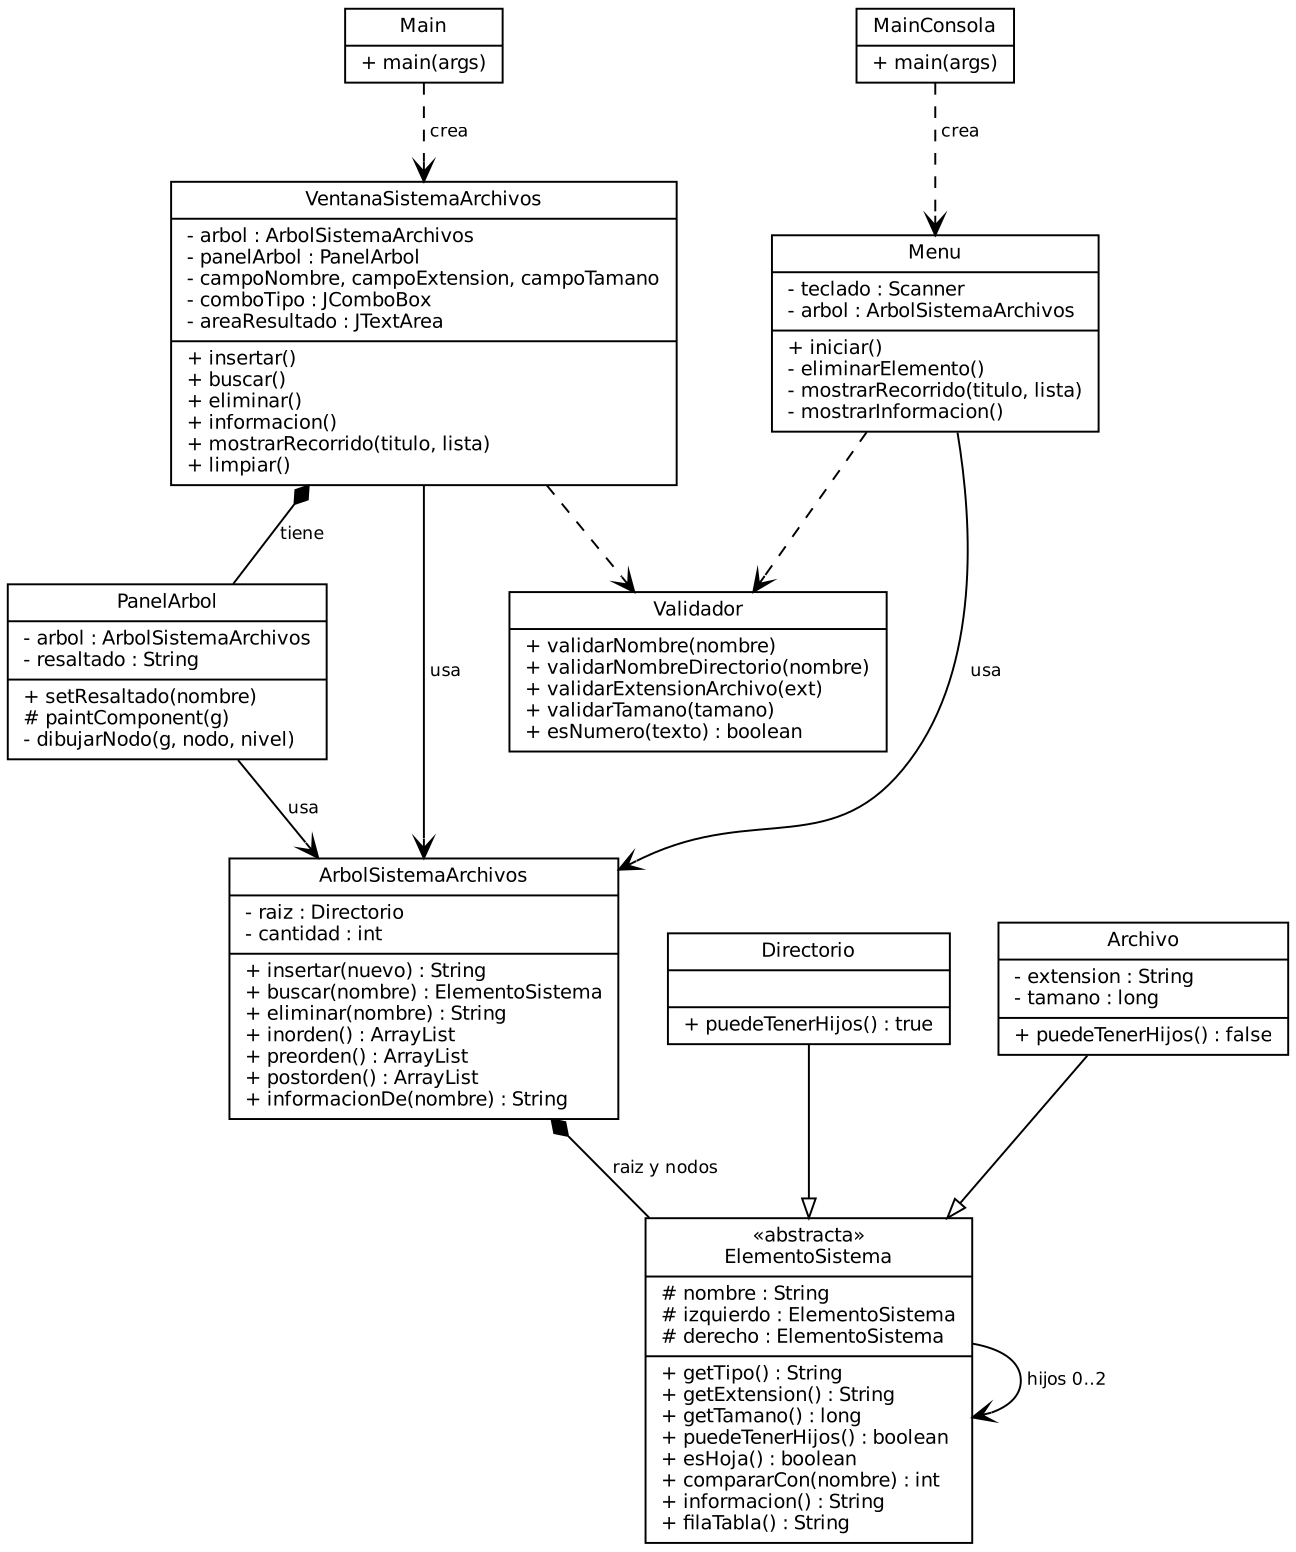 Main
+ main(args)
MainConsola
+ main(args)
crea
crea
VentanaSistemaArchivos
- arbol : ArbolSistemaArchivos
- panelArbol : PanelArbol
- campoNombre, campoExtension, campoTamano
- comboTipo : JComboBox
- areaResultado : JTextArea
+ insertar()
+ buscar()
+ eliminar()
+ informacion()
+ mostrarRecorrido(titulo, lista)
+ limpiar()
Menu
- teclado : Scanner
- arbol : ArbolSistemaArchivos
+ iniciar()
- eliminarElemento()
- mostrarRecorrido(titulo, lista)
- mostrarInformacion()
tiene
PanelArbol
- arbol : ArbolSistemaArchivos
- resaltado : String
+ setResaltado(nombre)
# paintComponent(g)
- dibujarNodo(g, nodo, nivel)
usa
Validador
+ validarNombre(nombre)
+ validarNombreDirectorio(nombre)
+ validarExtensionArchivo(ext)
+ validarTamano(tamano)
+ esNumero(texto) : boolean
usa
usa
ArbolSistemaArchivos
- raiz : Directorio
- cantidad : int
+ insertar(nuevo) : String
+ buscar(nombre) : ElementoSistema
+ eliminar(nombre) : String
+ inorden() : ArrayList
+ preorden() : ArrayList
+ postorden() : ArrayList
+ informacionDe(nombre) : String
Directorio
+ puedeTenerHijos() : true
Archivo
- extension : String
- tamano : long
+ puedeTenerHijos() : false
raiz y nodos
«abstracta»
ElementoSistema
# nombre : String
# izquierdo : ElementoSistema
# derecho : ElementoSistema
+ getTipo() : String
+ getExtension() : String
+ getTamano() : long
+ puedeTenerHijos() : boolean
+ esHoja() : boolean
+ compararCon(nombre) : int
+ informacion() : String
+ filaTabla() : String
hijos 0..2